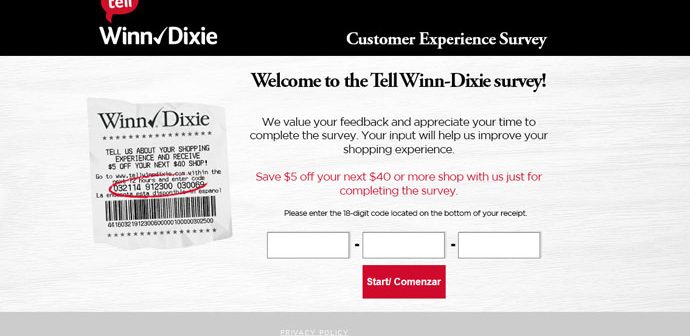 tell
Winn✓Dixie
Customer Experience Survey
Welcome to the Tell Winn-Dixie survey!
We value your feedback and appreciate your time to
complete the survey. Your input will help us improve your
shopping experience.
Save $5 off your next $40 or more shop with us just for
completing the survey.
Please enter the 18-digit code located on the bottom of your receipt.
- -
Start/ Comenzar
Winn✓Dixie
TELL US ABOUT YOUR SHOPPING
EXPERIENCE AND RECEIVE
$5 OFF YOUR NEXT $40 SHOP!
Go to www.tellwinndixie.com within the
next 72 hours and enter code
032114 912300 030069
La encuesta esta disponible en espanol
PRIVACY POLICY